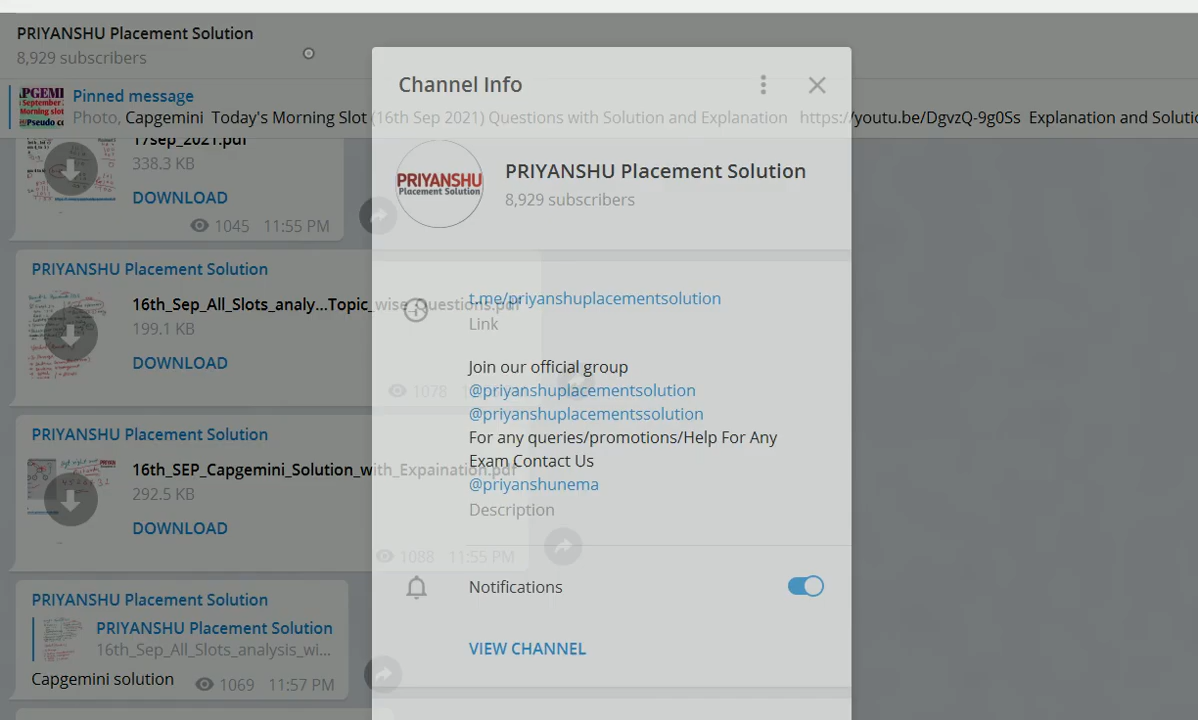 PRIYANSHU Placement Solution
8,929 subscribers
Pinned message
Photo, Capgemini Today's Morning Slot (16th Sep 2021) Questions with Solution and Explanation https://youtu.be/DgvzQ-9g0Ss Explanation and Solutio
17sep_2021.pdf
338.3 KB
DOWNLOAD
1045 11:55 PM
PRIYANSHU Placement Solution
16th_Sep_All_Slots_analy...Topic_wise_Questions.pdf
199.1 KB
DOWNLOAD
1078
PRIYANSHU Placement Solution
16th_SEP_Capgemini_Solution_with_Expaination.pdf
292.5 KB
DOWNLOAD
1088 11:55 PM
PRIYANSHU Placement Solution
PRIYANSHU Placement Solution
16th_Sep_All_Slots_analysis_wi...
Capgemini solution 1069 11:57 PM
Channel Info
PRIYANSHU
Placement Solution
PRIYANSHU Placement Solution
8,929 subscribers
t.me/priyanshuplacementsolution
Link
Join our official group
@priyanshuplacementsolution
@priyanshuplacementssolution
For any queries/promotions/Help For Any
Exam Contact Us
@priyanshunema
Description
Notifications
VIEW CHANNEL